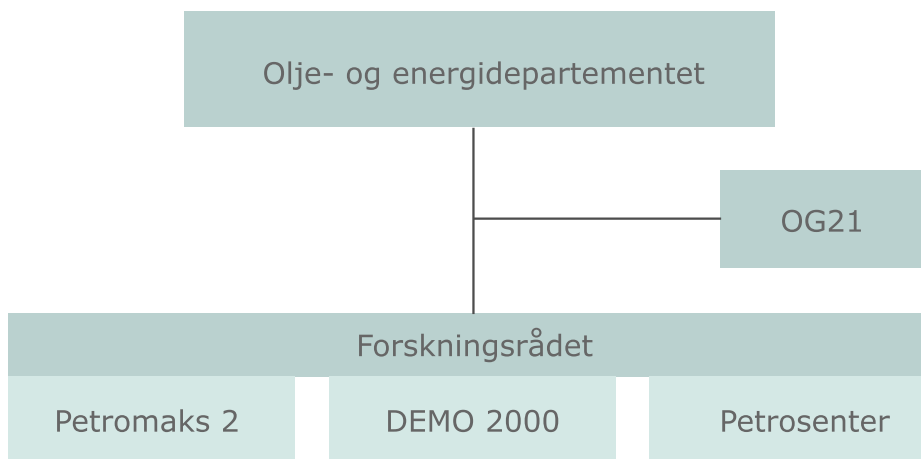 Olje- og energidepartementet
OG21
Forskningsrådet
Petromaks 2
DEMO 2000
Petrosenter